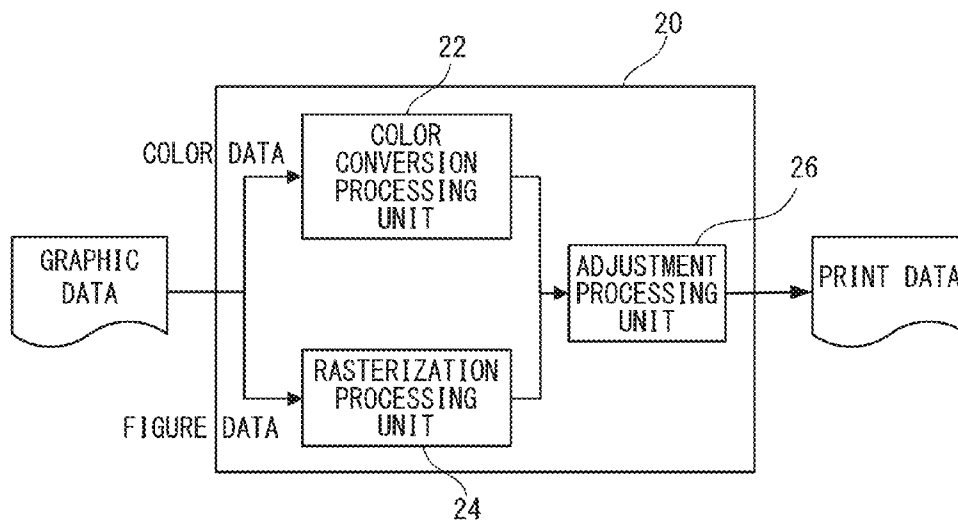 20
22
COLOR DATA
COLOR
CONVERSION
PROCESSING
UNIT
26
GRAPHIC
DATA
ADJUSTMENT
PROCESSING
UNIT
PRINT DATA
RASTERIZATION
PROCESSING
UNIT
FIGURE DATA
24